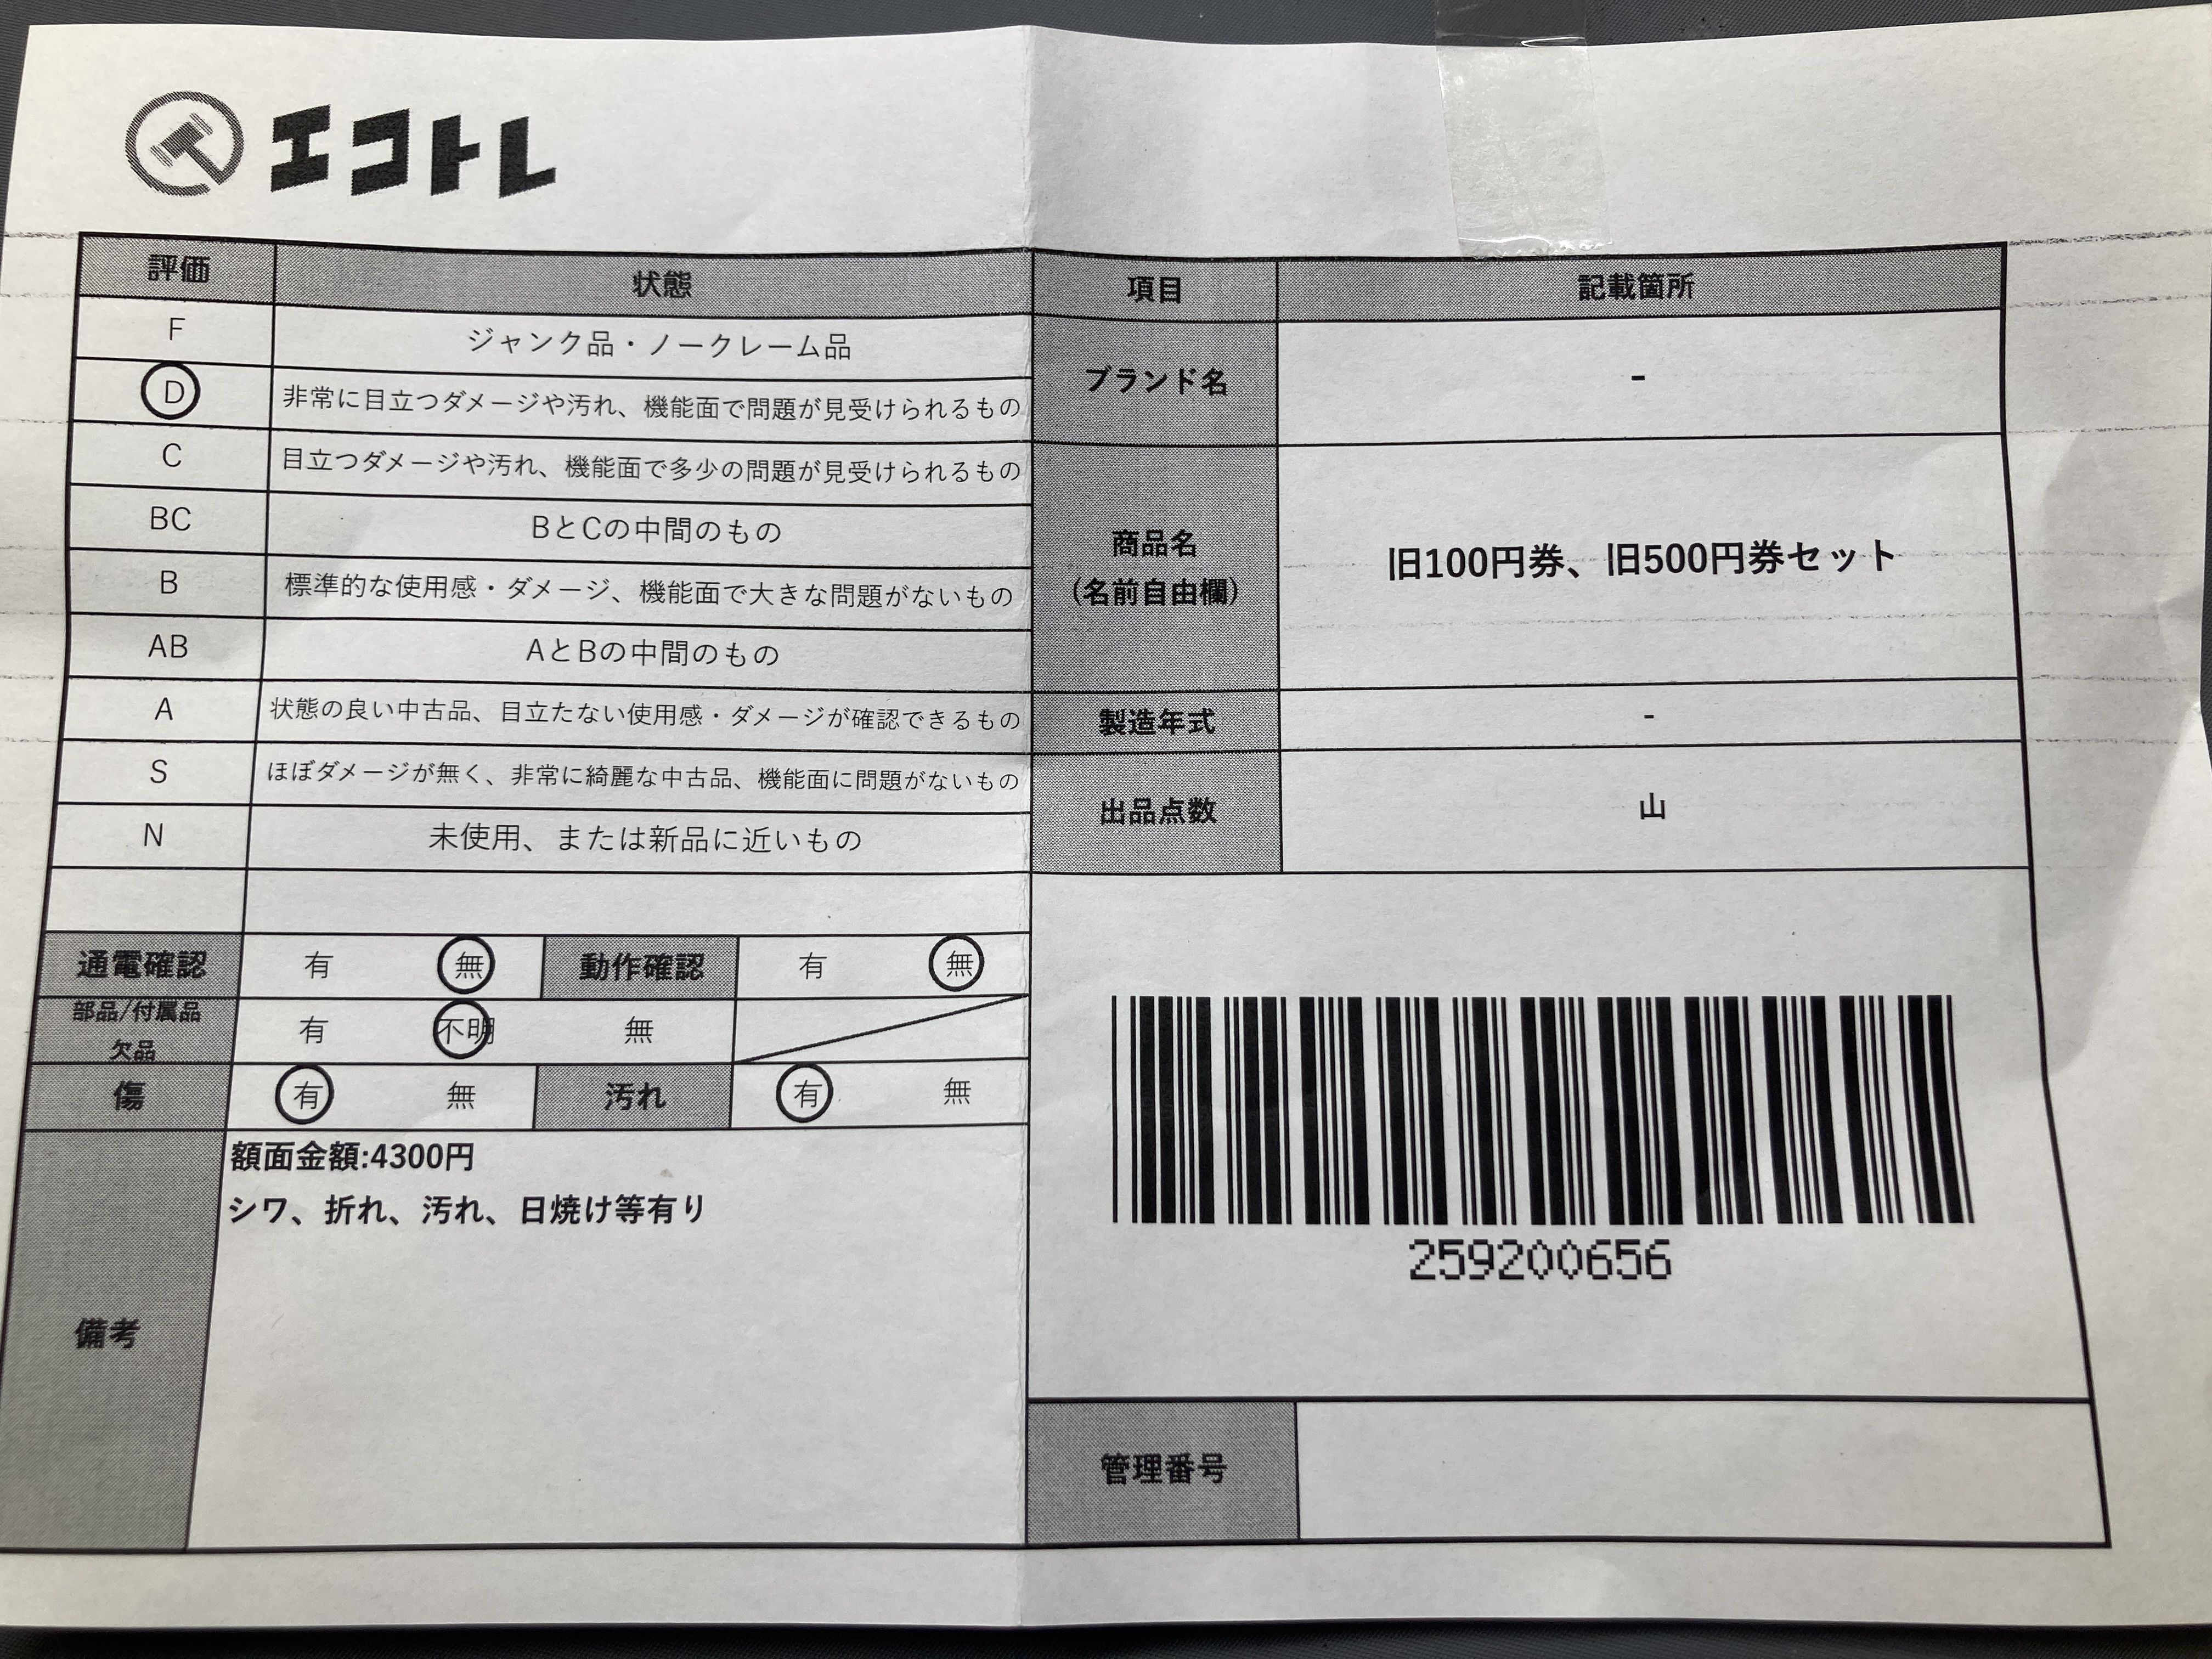 エコトレ
評価 状態
F ジャンク品・ノークレーム品
D 非常に目立つダメージや汚れ、機能面で問題が見受けられるもの
C 目立つダメージや汚れ、機能面で多少の問題が見受けられるもの
BC BとCの中間のもの
B 標準的な使用感・ダメージ、機能面で大きな問題がないもの
AB AとBの中間のもの
A 状態の良い中古品、目立たない使用感・ダメージが確認できるもの
S ほぼダメージが無く、非常に綺麗な中古品、機能面に問題がないもの
N 未使用、または新品に近いもの
通電確認 有 無 動作確認 有 無
部品/付属品
欠品
有 不明 無
傷 有 無 汚れ 有 無
備考
額面金額:4300円
シワ、折れ、汚れ、日焼け等有り
項目 記載箇所
ブランド名 -
商品名
(名前自由欄)
旧100円券、旧500円券セット
製造年式 -
出品点数 山
259200656
管理番号